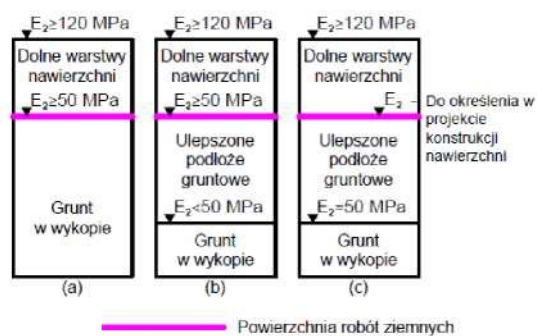 E₂≥120 MPa
Dolne warstwy
nawierzchni
E₂≥50 MPa
Grunt
w wykopie
(a)
E₂≥120 MPa
Dolne warstwy
nawierzchni
E₂≥50 MPa
Ulepszone
podłoże
gruntowe
E₂<50 MPa
Grunt
w wykopie
(b)
E₂≥120 MPa
Dolne warstwy
nawierzchni
E₂ - Do określenia w
projekcie
konstrukcji
nawierzchni
Ulepszone
podłoże
gruntowe
E₂=50 MPa
Grunt
w wykopie
(c)
Powierzchnia robót ziemnych